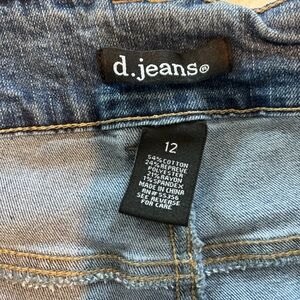 d.jeans®
12
54%COTTON
24%REPREVE
POLYESTER
21%RAYON
1%SPANDEX
MADE IN CHINA
RN# 55356
SEE REVERSE
FOR CARE